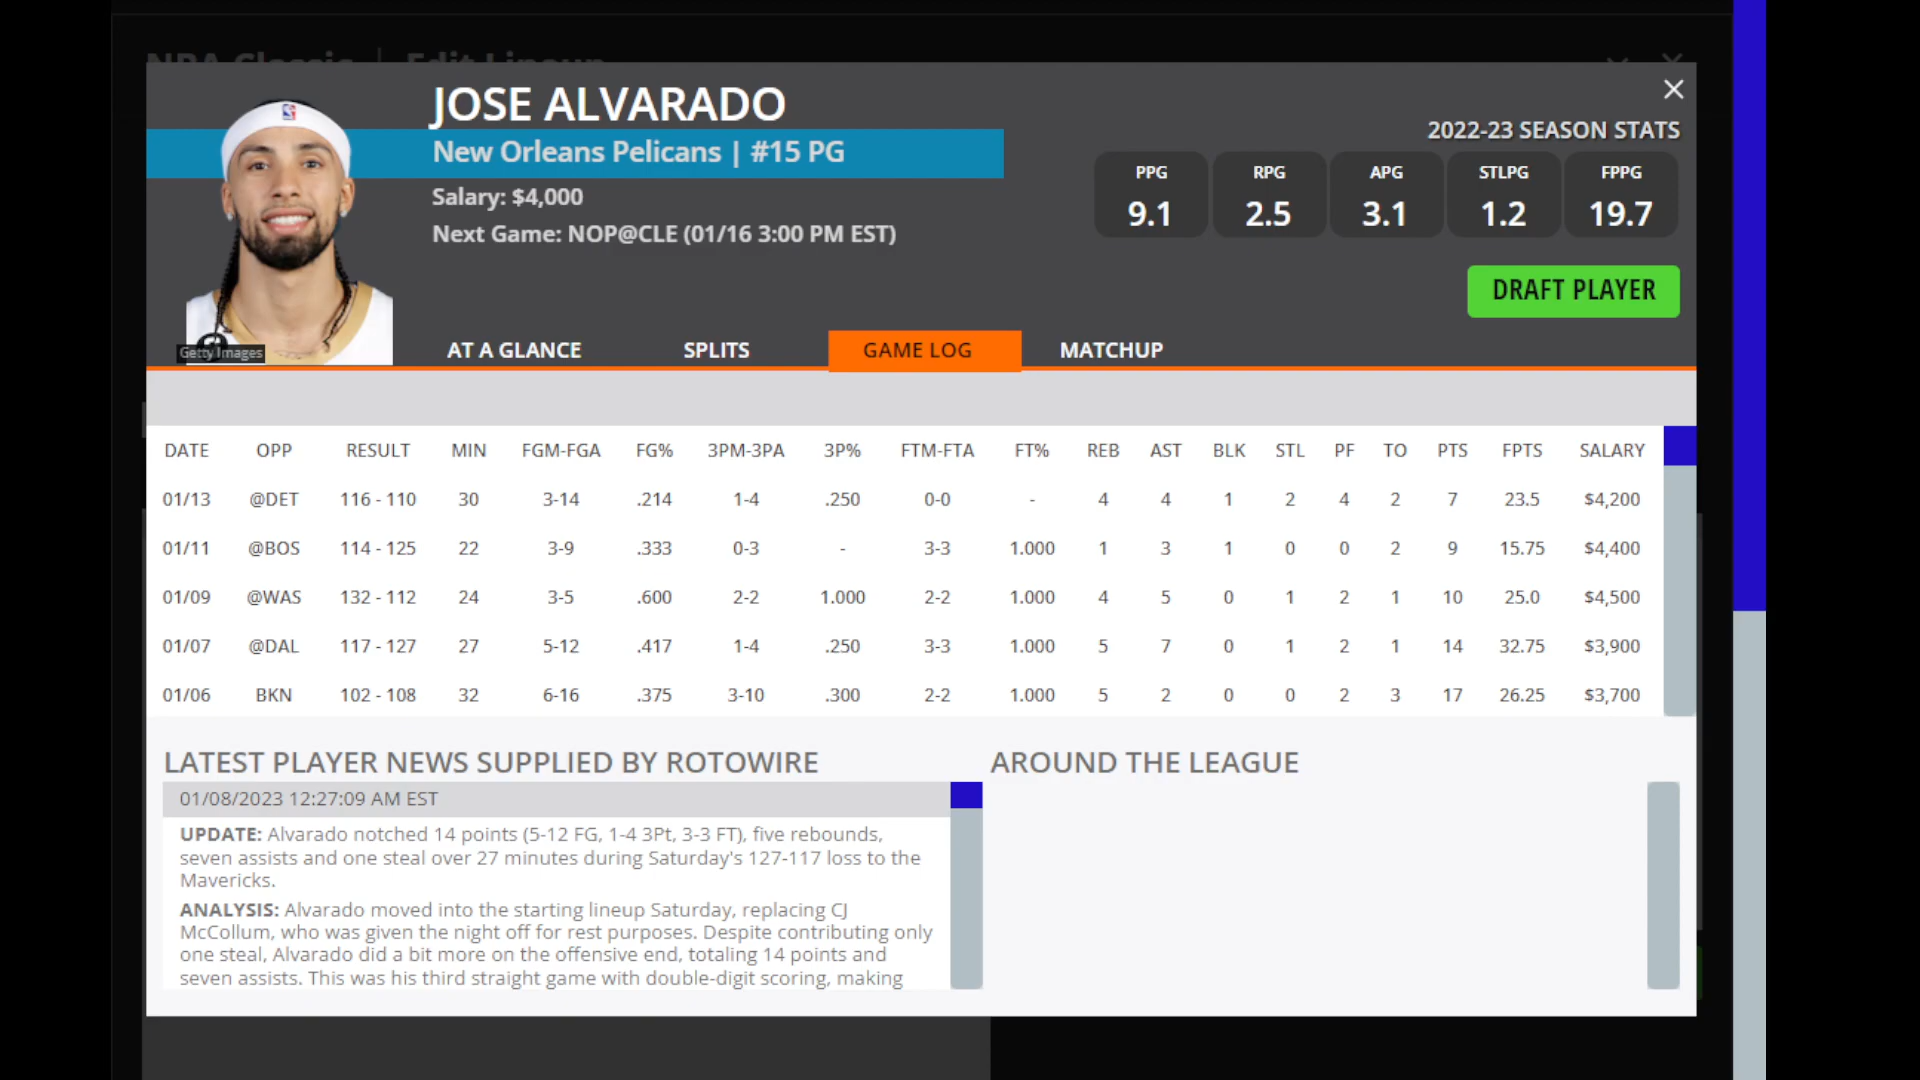 NBA Classic | Edit Lineup
JOSE ALVARADO
New Orleans Pelicans | #15 PG
Salary: $4,000
Next Game: NOP@CLE (01/16 3:00 PM EST)
2022-23 SEASON STATS
PPG RPG APG STLPG FPPG
9.1 2.5 3.1 1.2 19.7
DRAFT PLAYER
Getty Images
AT A GLANCE SPLITS GAME LOG MATCHUP
DATE OPP RESULT MIN FGM-FGA FG% 3PM-3PA 3P% FTM-FTA FT% REB AST BLK STL PF TO PTS FPTS SALARY
01/13 @DET 116 - 110 30 3-14 .214 1-4 .250 0-0 - 4 4 1 2 4 2 7 23.5 $4,200
01/11 @BOS 114 - 125 22 3-9 .333 0-3 - 3-3 1.000 1 3 1 0 0 2 9 15.75 $4,400
01/09 @WAS 132 - 112 24 3-5 .600 2-2 1.000 2-2 1.000 4 5 0 1 2 1 10 25.0 $4,500
01/07 @DAL 117 - 127 27 5-12 .417 1-4 .250 3-3 1.000 5 7 0 1 2 1 14 32.75 $3,900
01/06 BKN 102 - 108 32 6-16 .375 3-10 .300 2-2 1.000 5 2 0 0 2 3 17 26.25 $3,700
LATEST PLAYER NEWS SUPPLIED BY ROTOWIRE
01/08/2023 12:27:09 AM EST
UPDATE: Alvarado notched 14 points (5-12 FG, 1-4 3Pt, 3-3 FT), five rebounds,
seven assists and one steal over 27 minutes during Saturday's 127-117 loss to the
Mavericks.
ANALYSIS: Alvarado moved into the starting lineup Saturday, replacing CJ
McCollum, who was given the night off for rest purposes. Despite contributing only
one steal, Alvarado did a bit more on the offensive end, totaling 14 points and
seven assists. This was his third straight game with double-digit scoring, making
AROUND THE LEAGUE